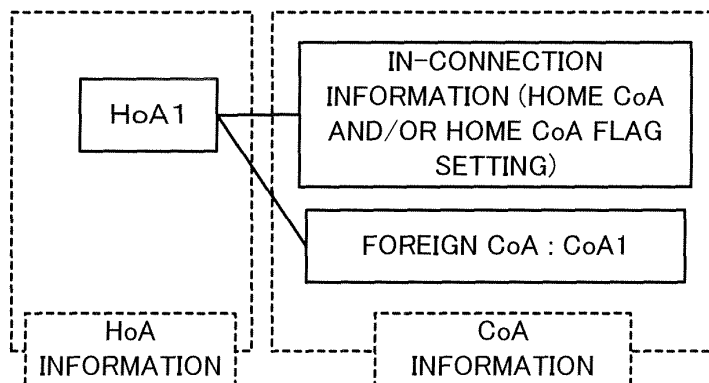 HoA1
IN-CONNECTION
INFORMATION (HOME CoA
AND/OR HOME CoA FLAG
SETTING)
FOREIGN CoA : CoA1
HoA
INFORMATION
CoA
INFORMATION